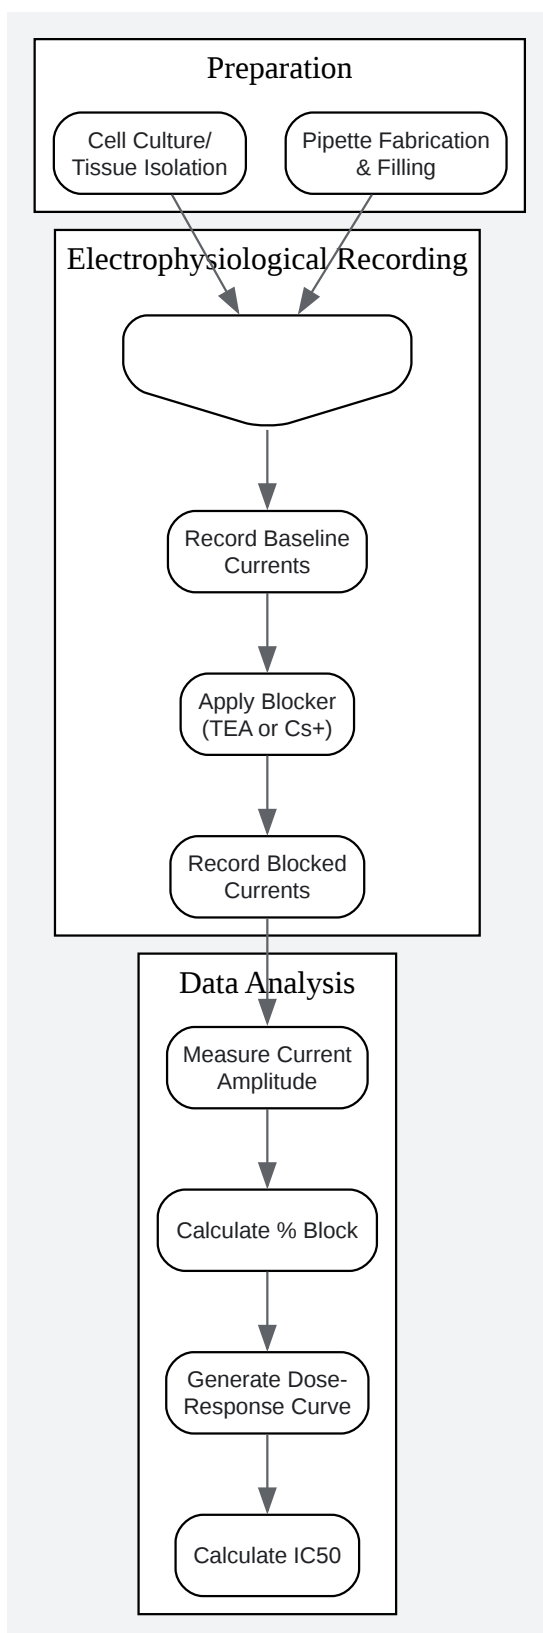 Preparation
Cell Culture/
Tissue Isolation
Pipette Fabrication
& Filling
Electrophysiological Recording
Record Baseline
Currents
Apply Blocker
(TEA or Cs+)
Record Blocked
Currents
Data Analysis
Measure Current
Amplitude
Calculate % Block
Generate Dose-
Response Curve
Calculate IC50